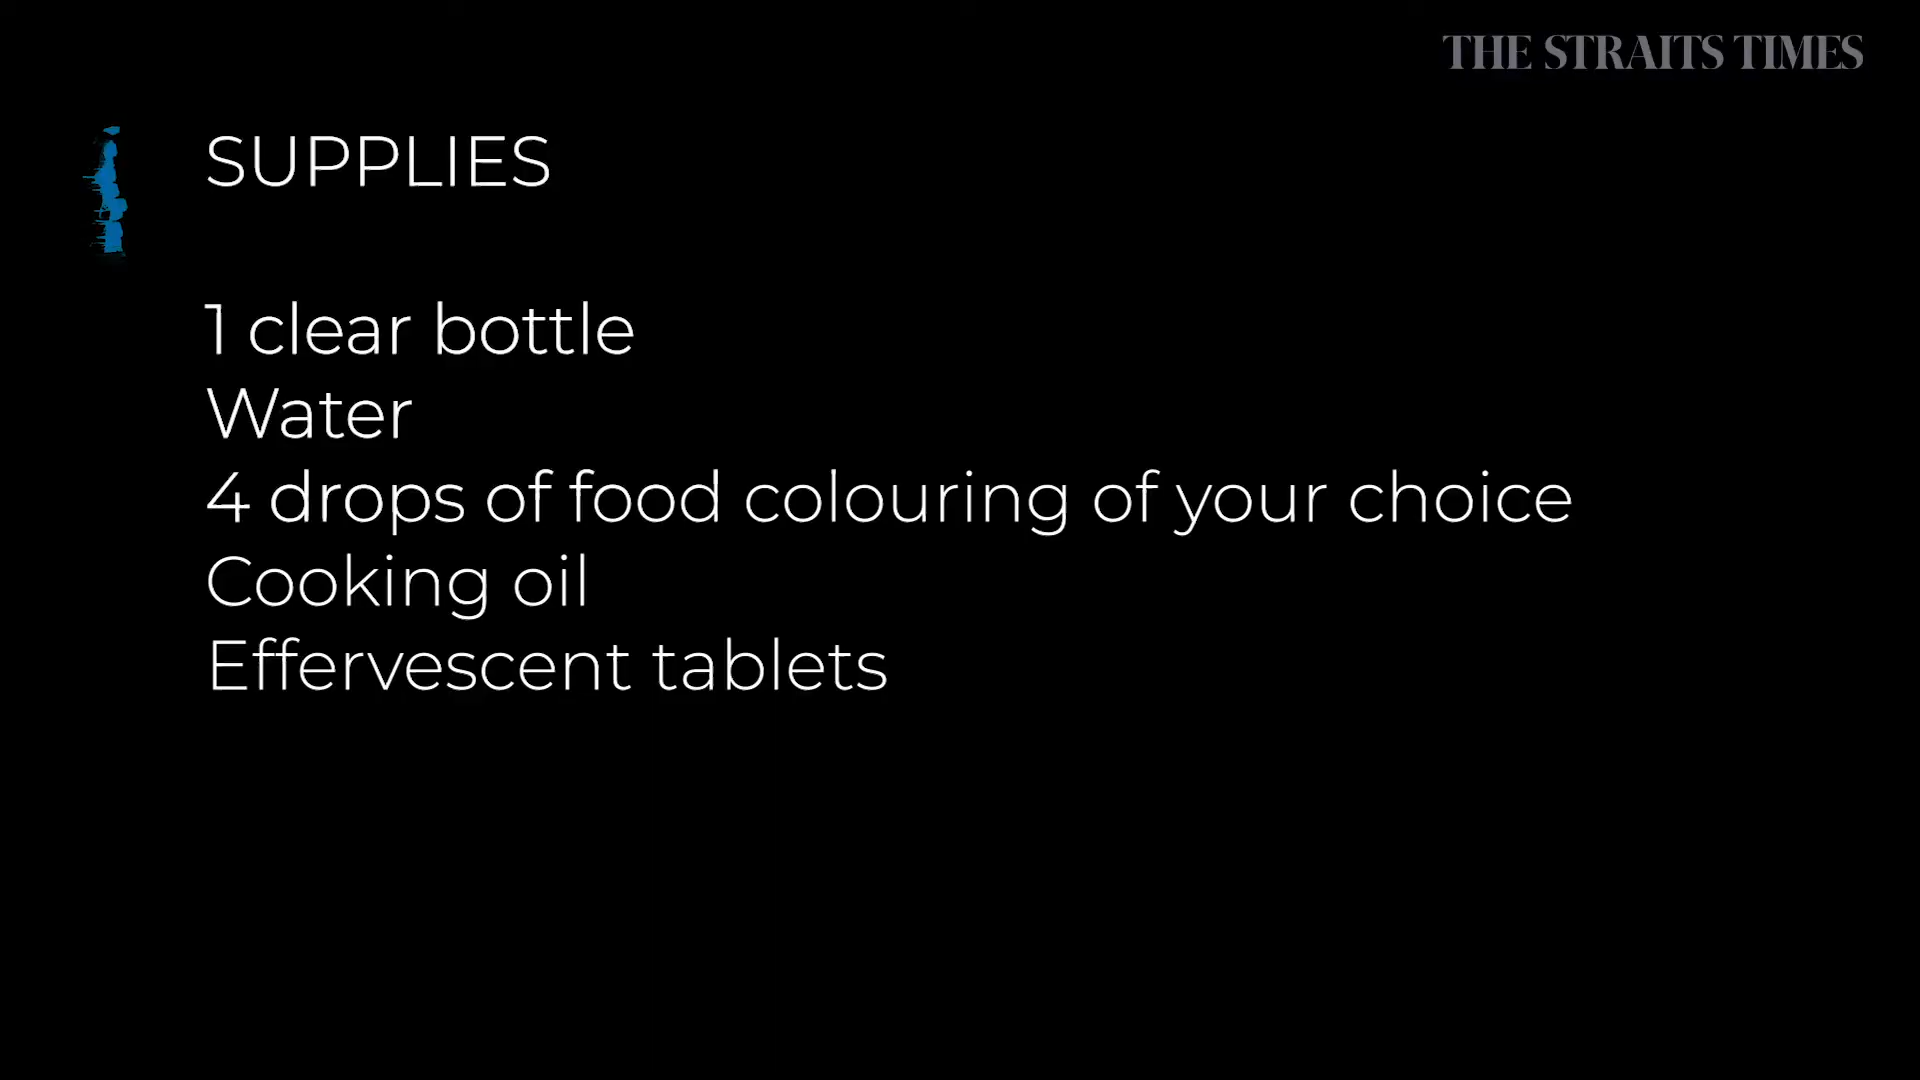 THE STRAITS TIMES
SUPPLIES
1 clear bottle
Water
4 drops of food colouring of your choice
Cooking oil
Effervescent tablets